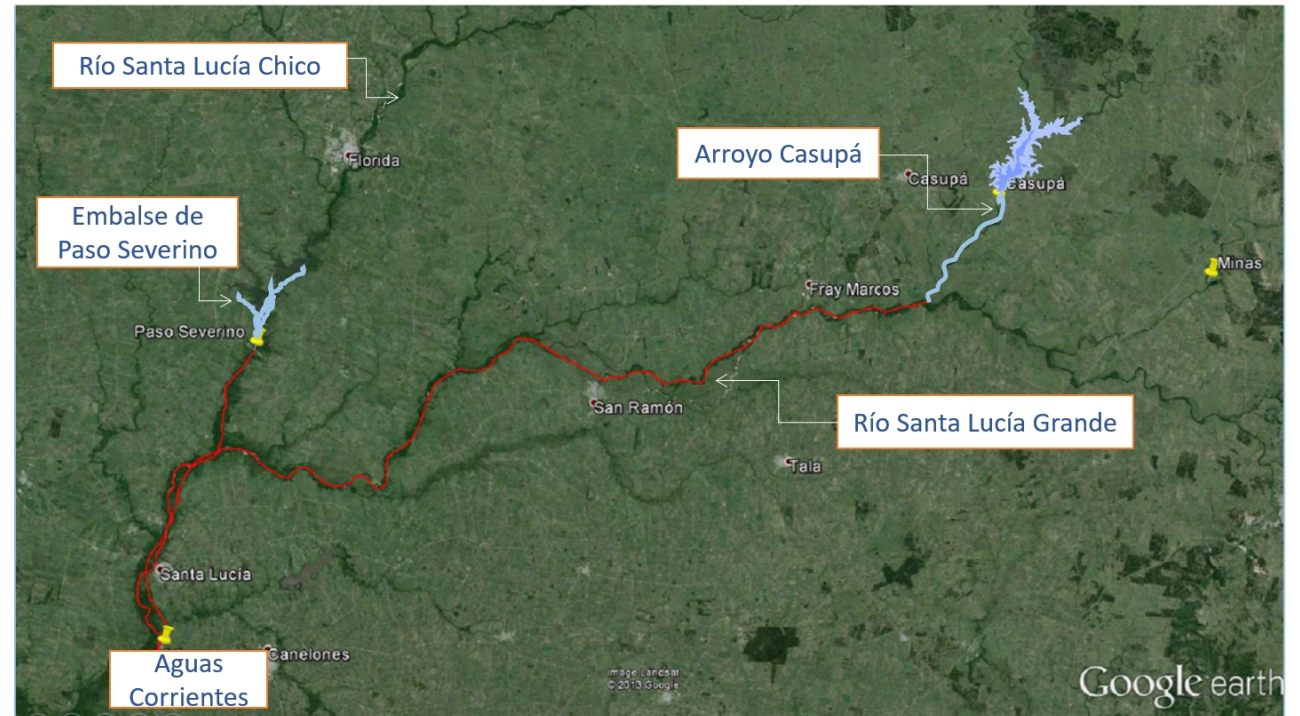 Río Santa Lucía Chico
Florida
Arroyo Casupá
Casupá
Casupá
Embalse de
Paso Severino
Minas
Fray Marcos
Paso Severino
San Ramón
Río Santa Lucía Grande
Tala
Santa Lucía
Canelones
Aguas
Corrientes
Image Landsat
© 2013 Google
Google earth